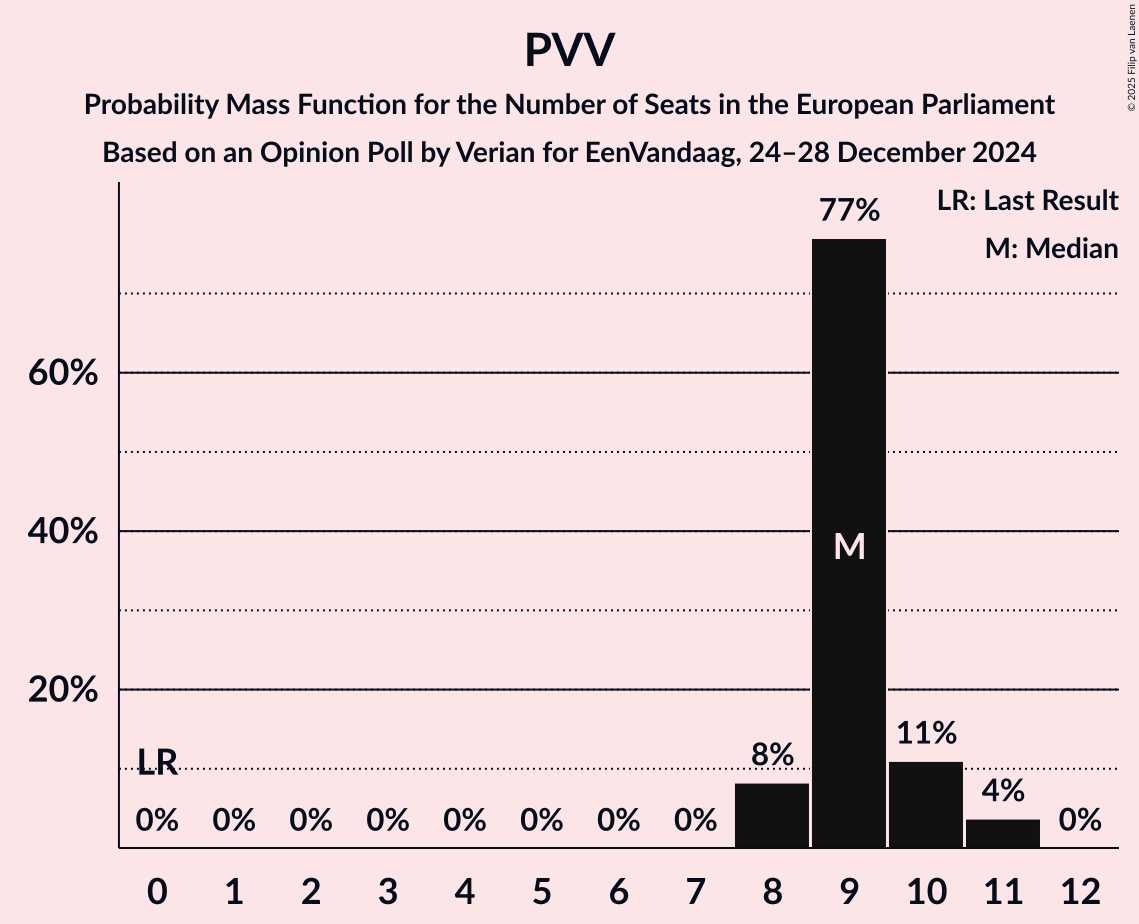 © 2025 Filip van Laenen
PVV
Probability Mass Function for the Number of Seats in the European Parliament
Based on an Opinion Poll by Verian for EenVandaag, 24–28 December 2024
LR: Last Result
M: Median
77%
60%
40%
M
20%
11%
8%
LR
4%
0% 0% 0% 0% 0% 0% 0% 0% 0%
0 1 2 3 4 5 6 7 8 9 10 11 12